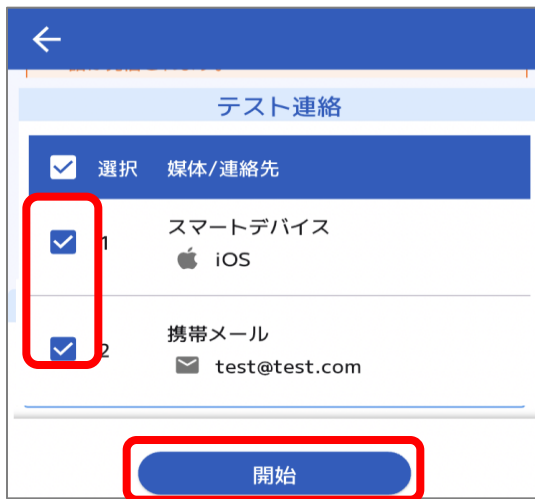 テスト連絡
選択 媒体/連絡先
1 スマートデバイス
iOS
2 携帯メール
test@test.com
開始